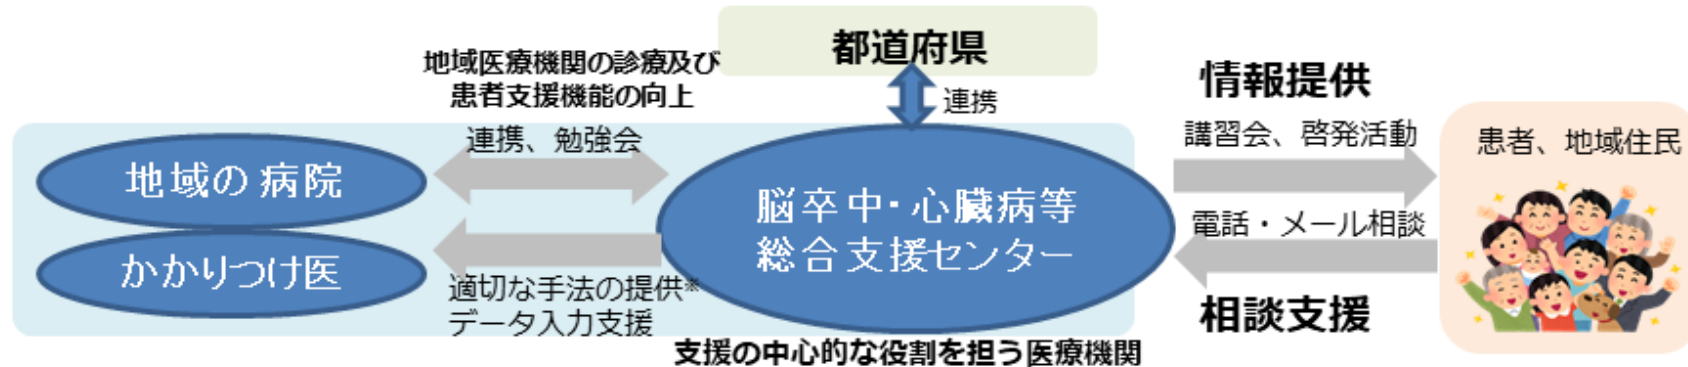 都道府県
連携
地域医療機関の診療及び
患者支援機能の向上
連携、勉強会
地域の病院
かかりつけ医
適切な手法の提供※
データ入力支援
脳卒中・心臓病等
総合支援センター
支援の中心的な役割を担う医療機関
情報提供
講習会、啓発活動
電話・メール相談
相談支援
患者、地域住民